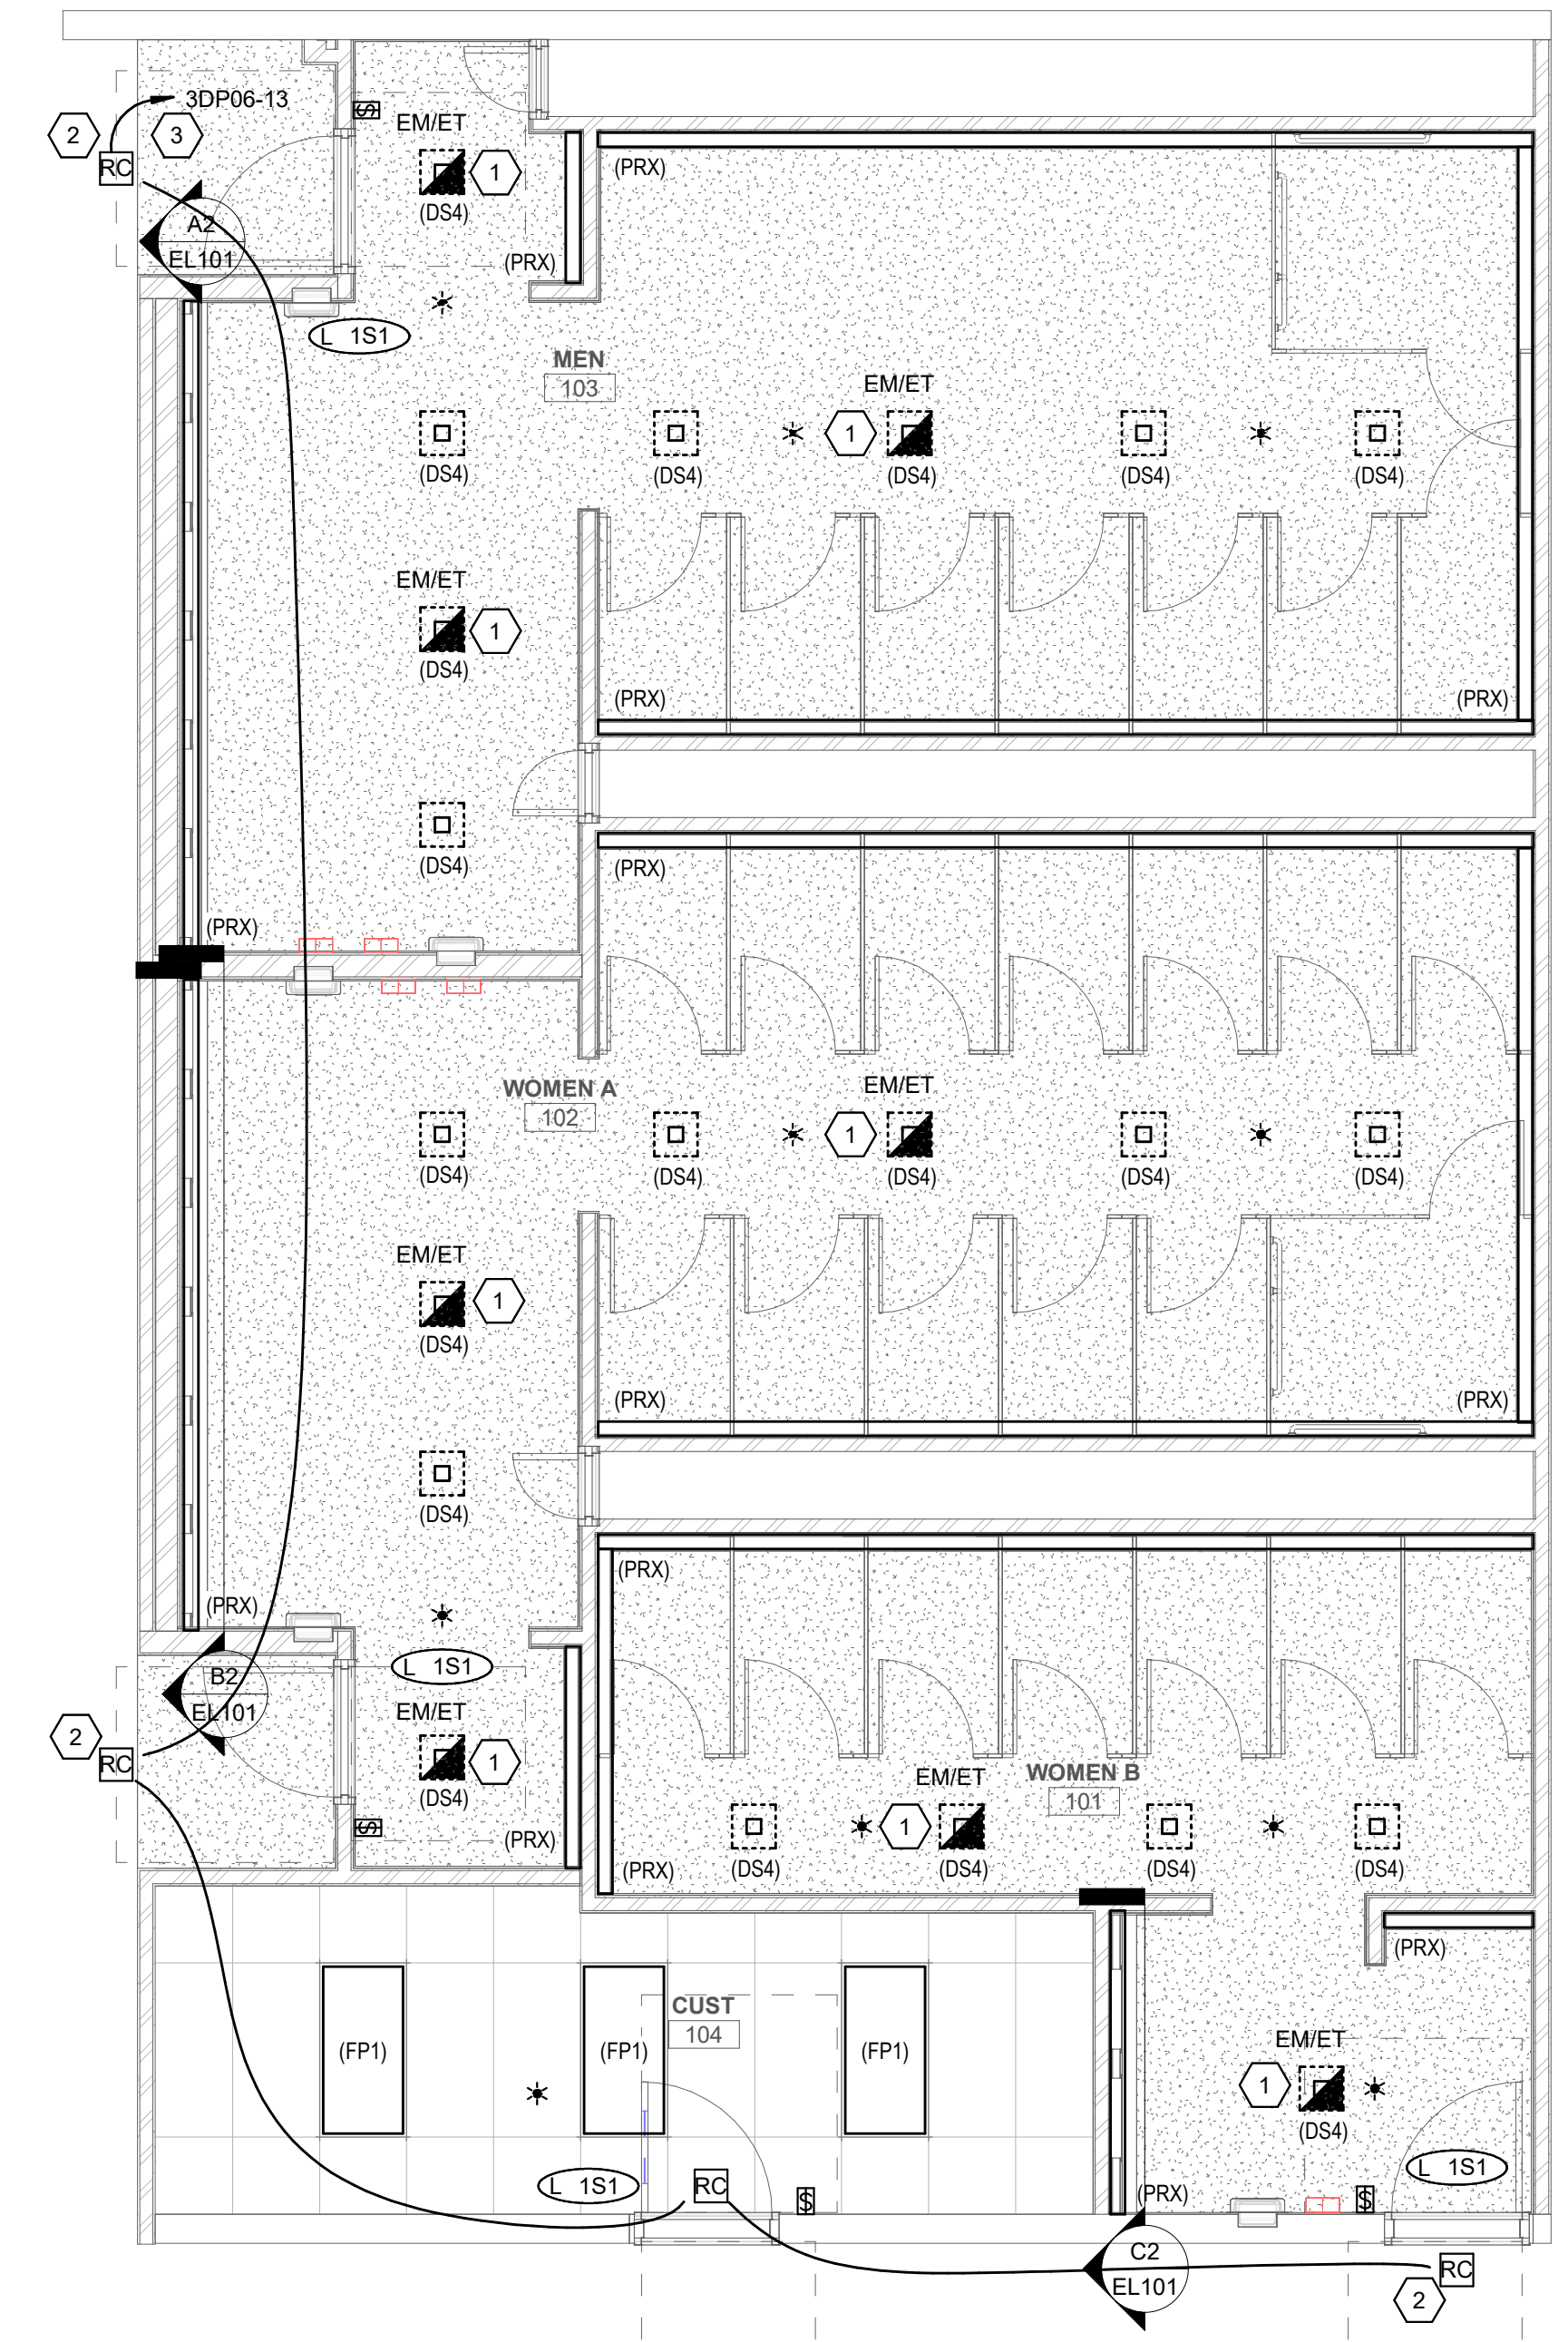 3DP06-13
2
3
RC
S
EM/ET
1
(DS4)
(PRX)
(PRX)
A2
EL101
L 1S1
MEN
103
EM/ET
1
(DS4)
(DS4)
(DS4)
(DS4)
(DS4)
EM/ET
1
(DS4)
(PRX)
(PRX)
(DS4)
(PRX)
(PRX)
WOMEN A
102
EM/ET
1
(DS4)
(DS4)
(DS4)
(DS4)
(DS4)
EM/ET
1
(DS4)
(PRX)
(PRX)
(DS4)
(PRX)
(PRX)
L 1S1
B2
EL101
2
RC
EM/ET
1
(DS4)
S
(PRX)
WOMEN B
101
EM/ET
1
(DS4)
(DS4)
(DS4)
(DS4)
(PRX)
(PRX)
CUST
104
(FP1)
(FP1)
(FP1)
EM/ET
1
(DS4)
L 1S1
RC
$
(PRX)
$
L 1S1
C2
EL101
RC
2